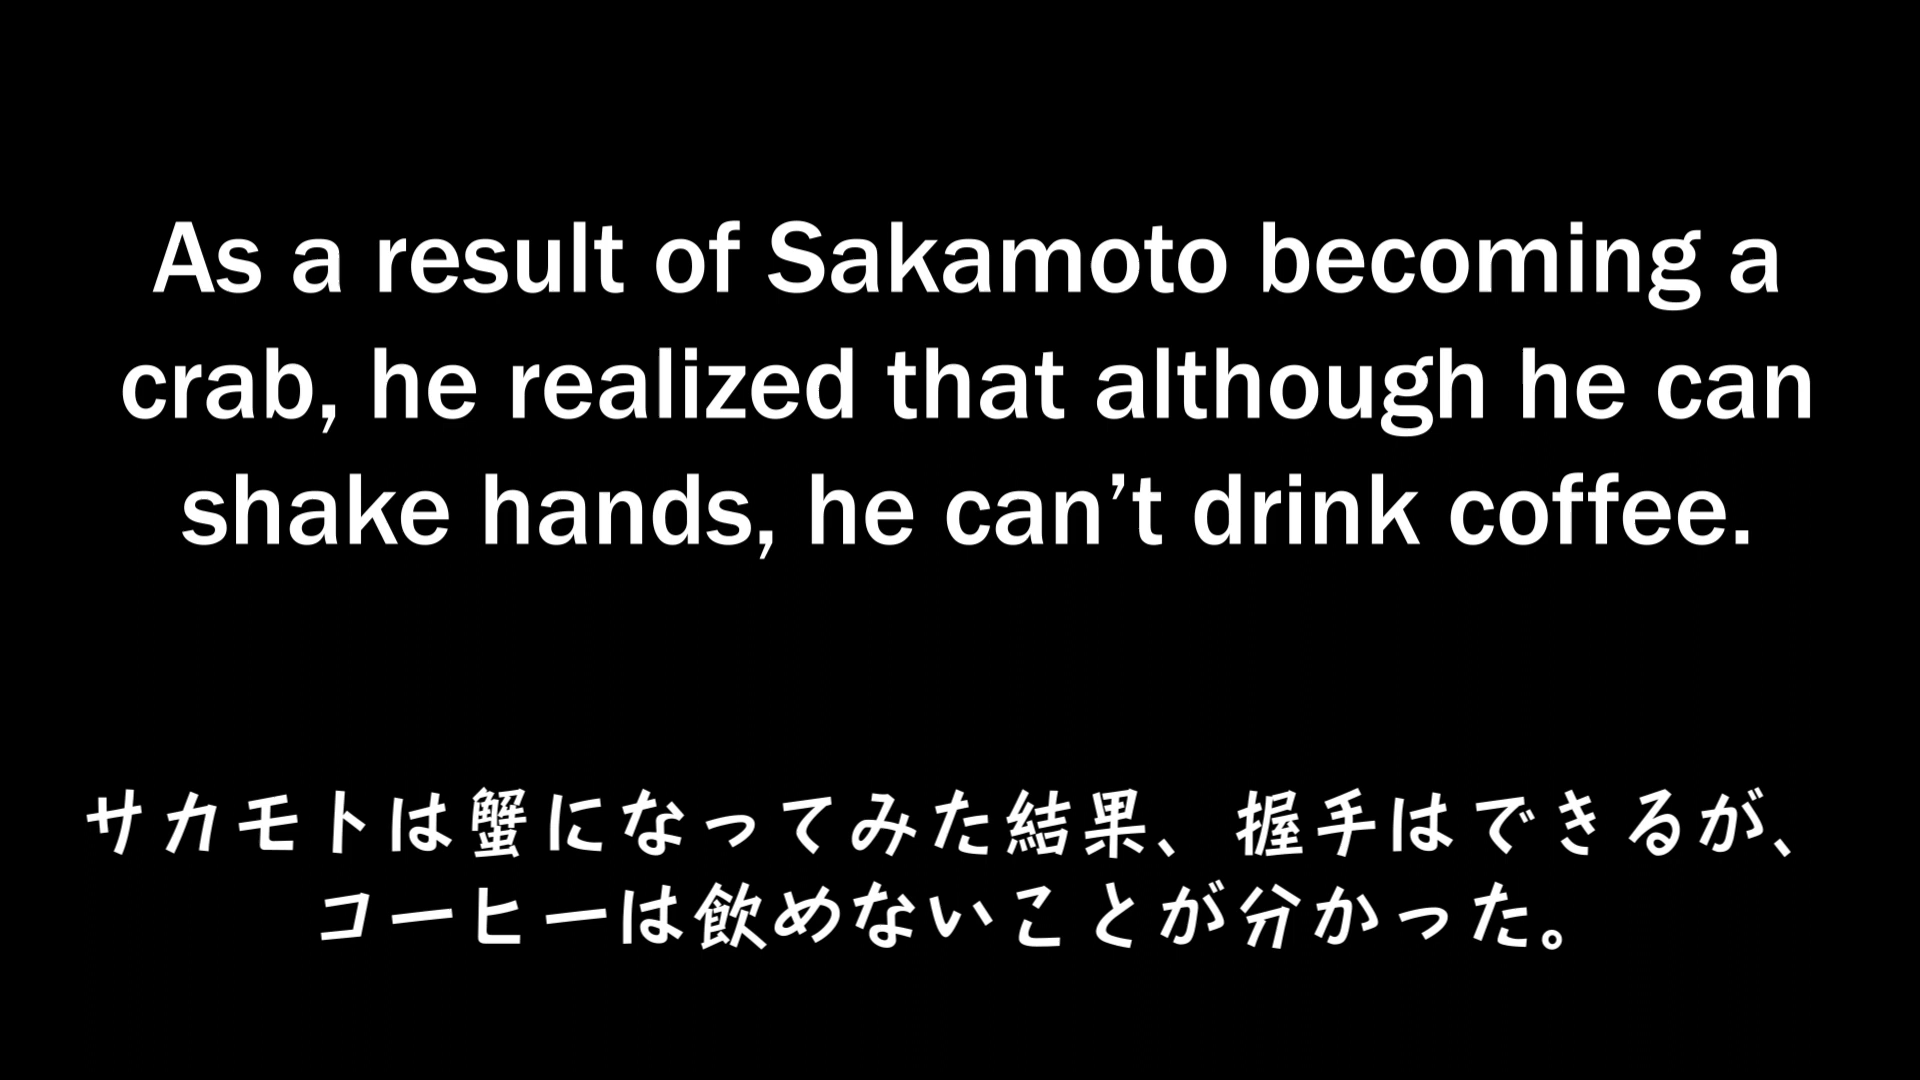 As a result of Sakamoto becoming a
crab, he realized that although he can
shake hands, he can’t drink coffee.
サカモトは蟹になってみた結果、握手はできるが、
コーヒーは飲めないことが分かった。